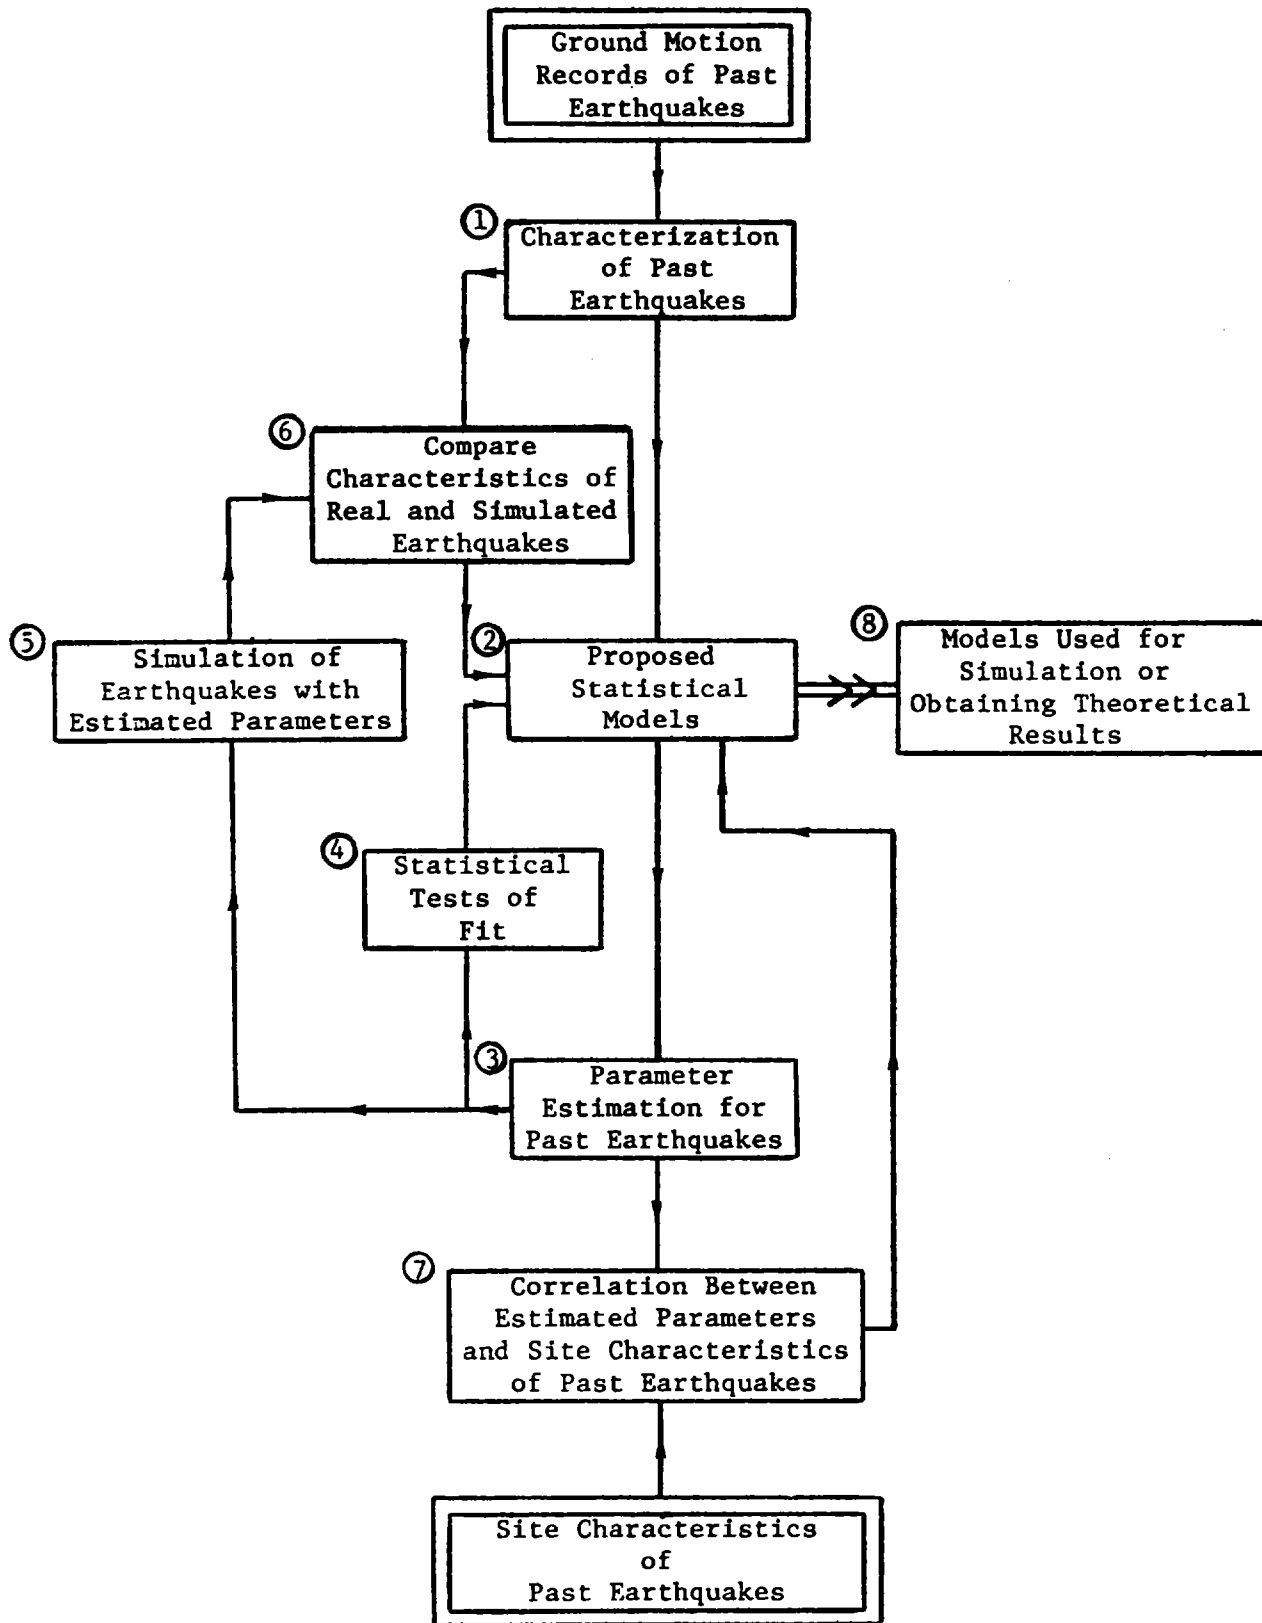 Ground Motion
Records of Past
Earthquakes
①
Characterization
of Past
Earthquakes
⑥
Compare
Characteristics of
Real and Simulated
Earthquakes
⑤
Simulation of
Earthquakes with
Estimated Parameters
②
Proposed
Statistical
Models
⑧
Models Used for
Simulation or
Obtaining Theoretical
Results
④
Statistical
Tests of
Fit
③
Parameter
Estimation for
Past Earthquakes
⑦
Correlation Between
Estimated Parameters
and Site Characteristics
of Past Earthquakes
Site Characteristics
of
Past Earthquakes